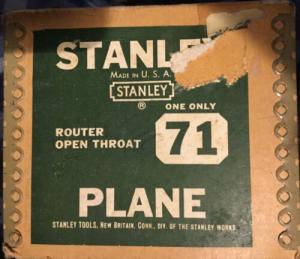 STANLEY
MADE IN U. S. A.
STANLEY
®
ONE ONLY
ROUTER
OPEN THROAT
71
PLANE
STANLEY TOOLS, NEW BRITAIN, CONN., DIV. OF THE STANLEY WORKS